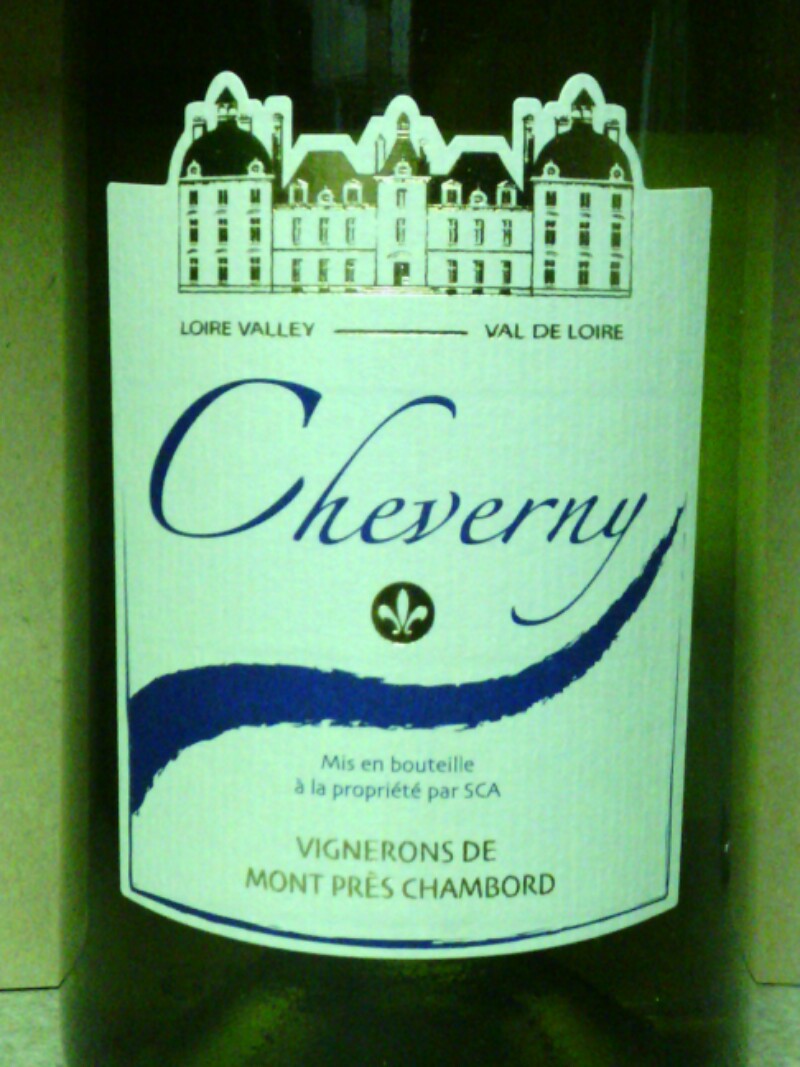 LOIRE VALLEY — VAL DE LOIRE
Cheverny
Mis en bouteille
à la propriété par SCA
VIGNERONS DE
MONT PRÈS CHAMBORD